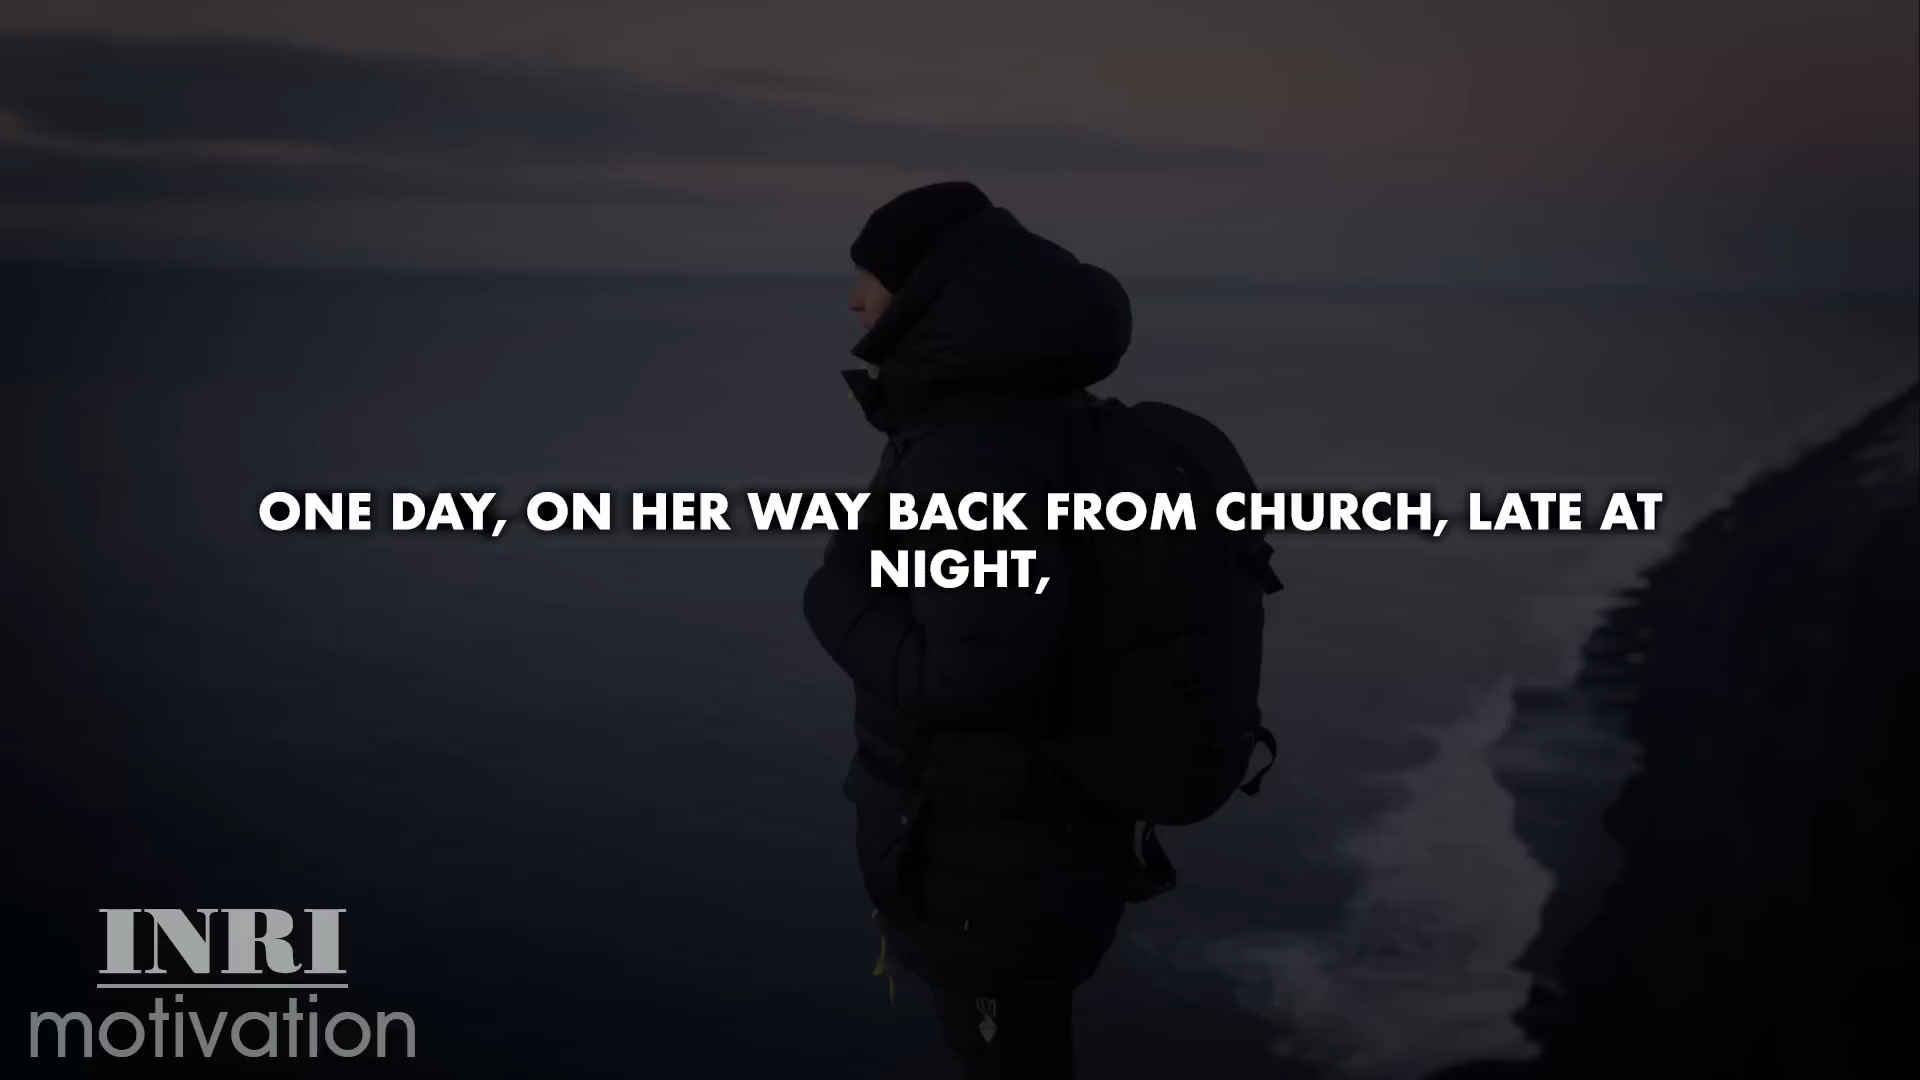 ONE DAY, ON HER WAY BACK FROM CHURCH, LATE AT
NIGHT,
INRI
motivation